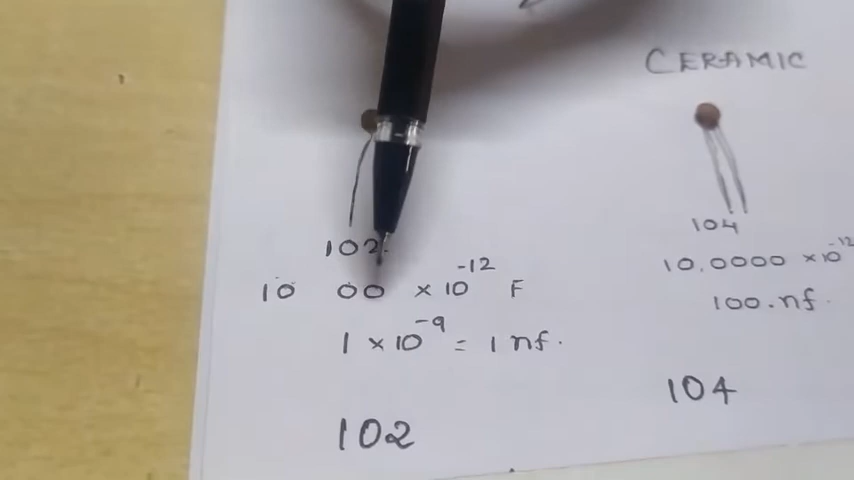 CERAMIC
102
10 00 × 10⁻¹² F
1 × 10⁻⁹ = 1 nf.
102
104
10,0000 × 10⁻¹²
100.nf.
104